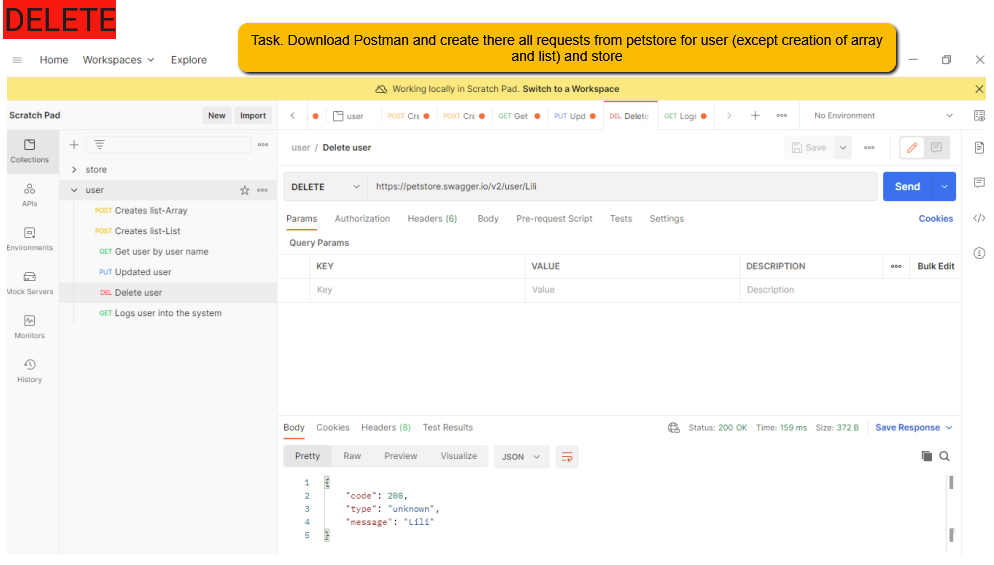 DELETE
Task. Download Postman and create there all requests from petstore for user (except creation of array
and list) and store
Home Workspaces Explore
Working locally in Scratch Pad. Switch to a Workspace
Scratch Pad New Import
user POST Cre POST Cre GET Get PUT Upd DEL Delete GET Logs No Environment
Collections
APIs
Environments
Mock Servers
Monitors
History
store
user
POST Creates list-Array
POST Creates list-List
GET Get user by user name
PUT Updated user
DEL Delete user
GET Logs user into the system
user / Delete user Save
DELETE https://petstore.swagger.io/v2/user/Lili Send
Params Authorization Headers (6) Body Pre-request Script Tests Settings Cookies
Query Params
KEY VALUE DESCRIPTION Bulk Edit
Key Value Description
Body Cookies Headers (8) Test Results Status: 200 OK Time: 159 ms Size: 372 B Save Response
Pretty Raw Preview Visualize JSON
1 {
2 "code": 200,
3 "type": "unknown",
4 "message": "Lili"
5 }